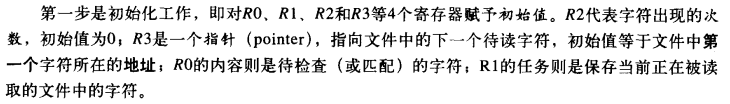 第一步是初始化工作，即对R0、R1、R2和R3等4个寄存器赋予初始值。R2代表字符出现的次
数，初始值为0；R3是一个指针（pointer），指向文件中的下一个待读字符，初始值等于文件中第
一个字符所在的地址；R0的内容则是待检查（或匹配）的字符；R1的任务则是保存当前正在被读
取的文件中的字符。